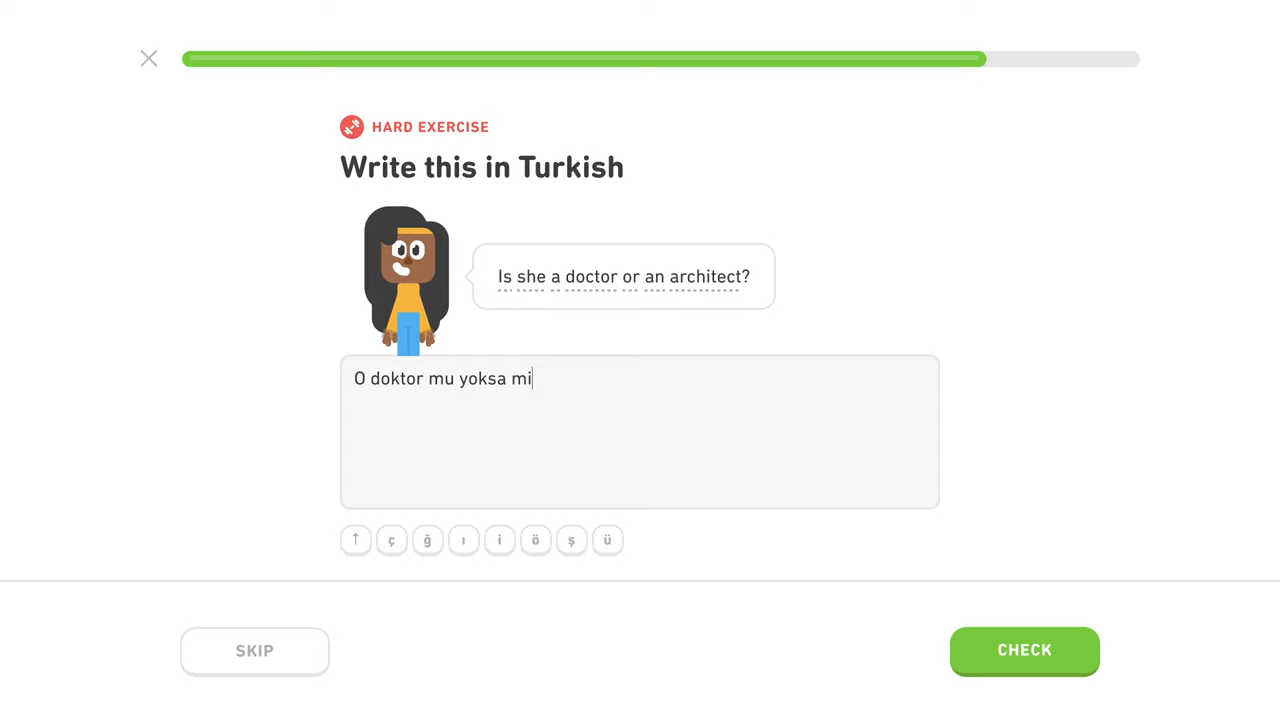 HARD EXERCISE
Write this in Turkish
Is she a doctor or an architect?
O doktor mu yoksa mi
↑ ç ğ ı i ö ş ü
SKIP
CHECK